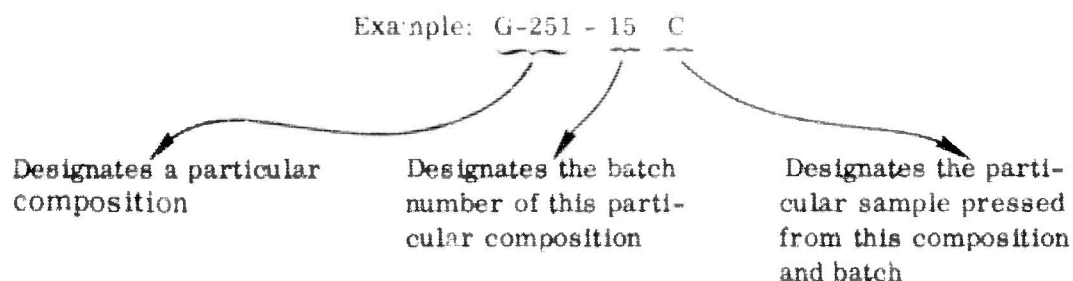 Example: G-251 - 15 C
Designates a particular
composition
Designates the batch
number of this parti-
cular composition
Designates the parti-
cular sample pressed
from this composition
and batch